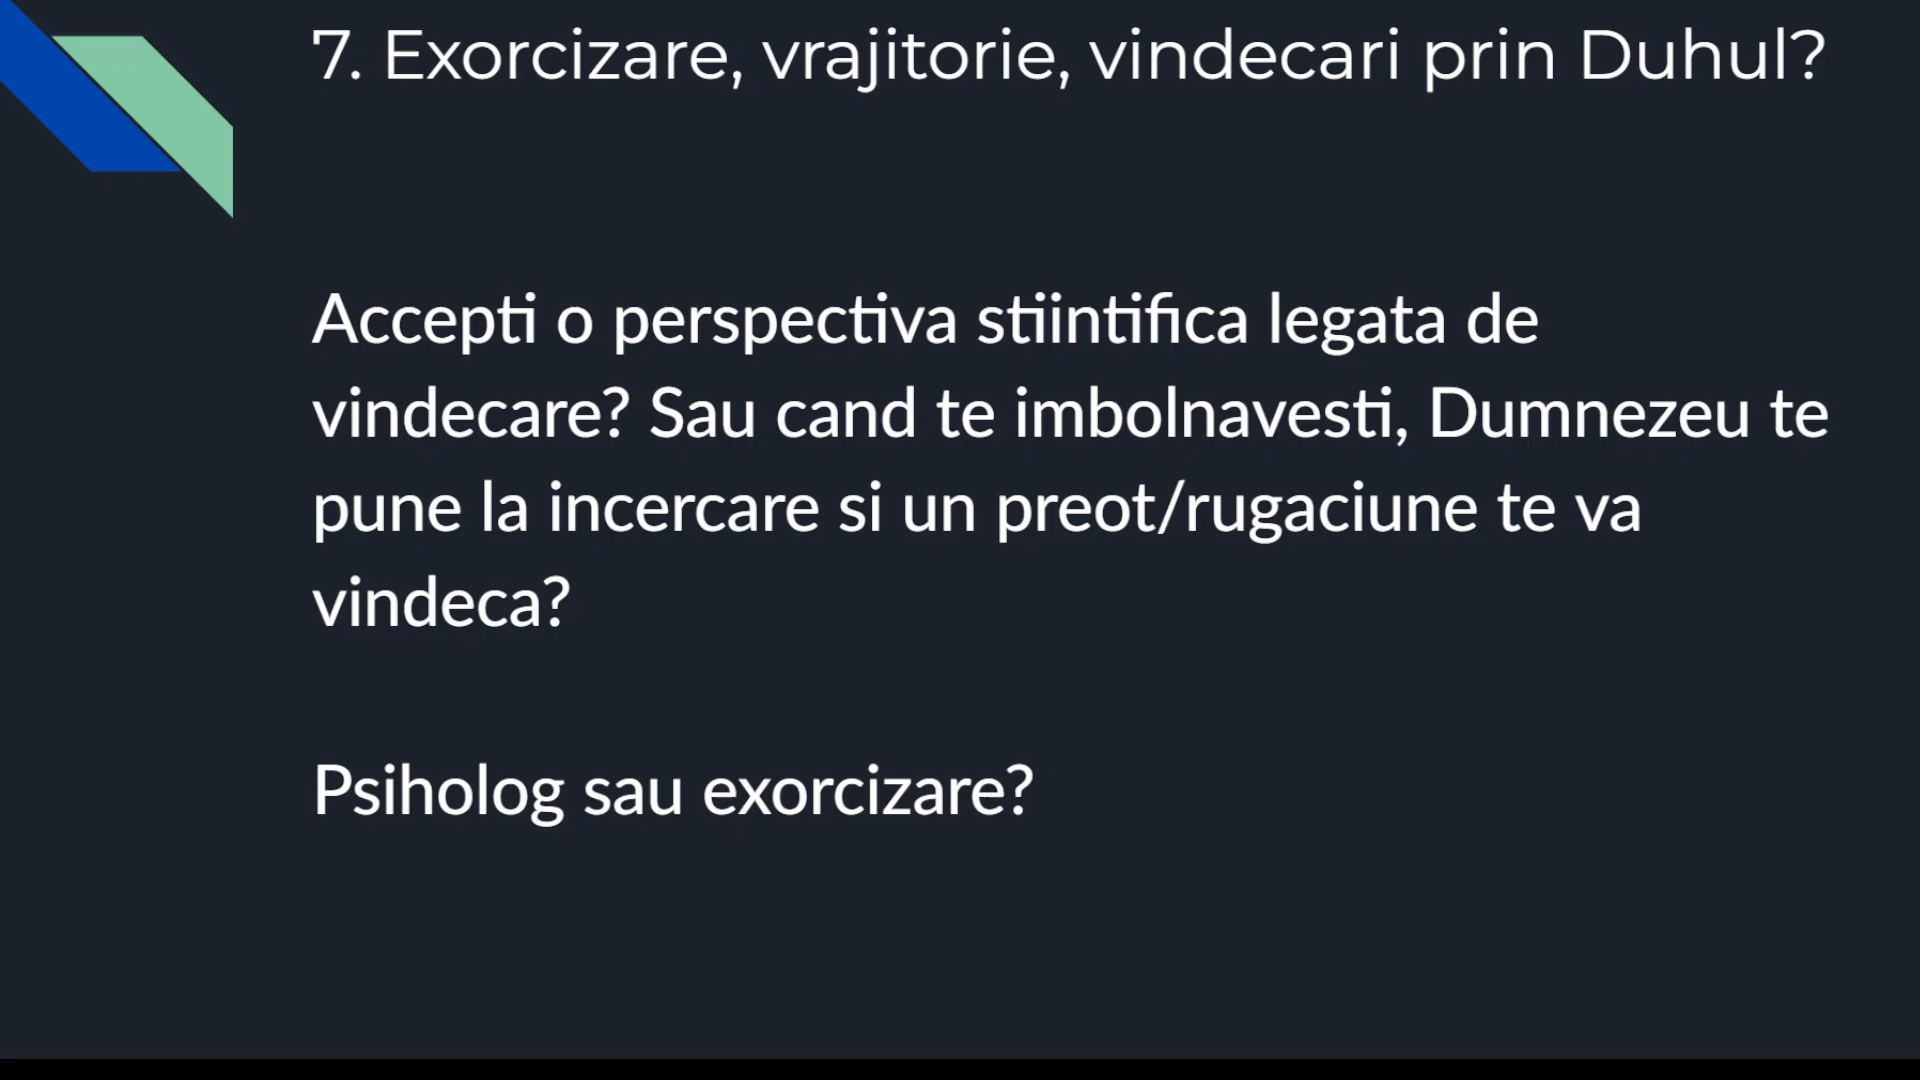 7. Exorcizare, vrajitorie, vindecari prin Duhul?
Accepti o perspectiva stiintifica legata de
vindecare? Sau cand te imbolnavesti, Dumnezeu te
pune la incercare si un preot/rugaciune te va
vindeca?
Psiholog sau exorcizare?